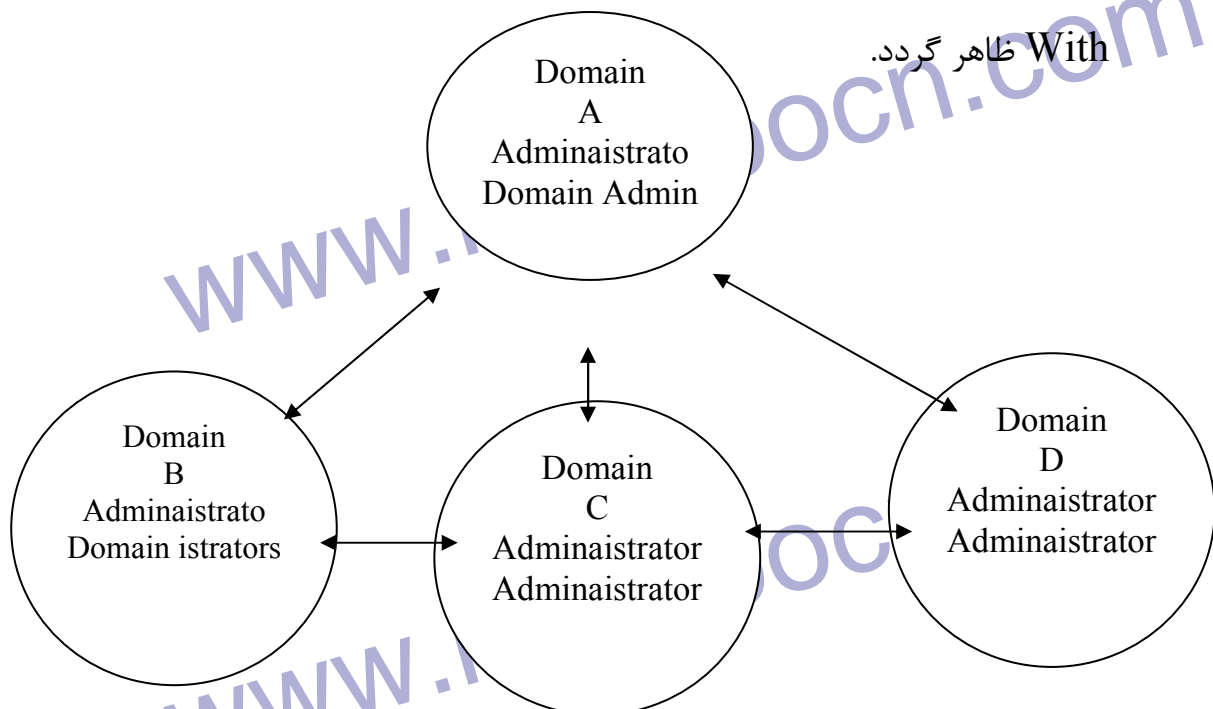 With ظاهر گردد.
Domain
A
Adminaistrato
Domain Admin
Domain
B
Adminaistrato
Domain istrators
Domain
C
Adminaistrator
Adminaistrator
Domain
D
Adminaistrator
Adminaistrator